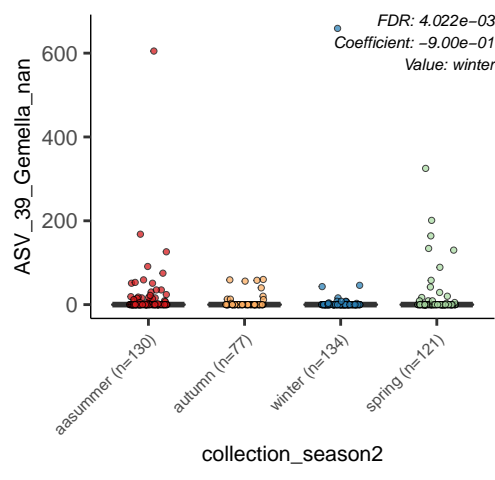 FDR: 4.022e−03
Coefficient: −9.00e−01
Value: winter
ASV_39_Gemella_nan
600
400
200
0
aasummer (n=130)
autumn (n=77)
winter (n=134)
spring (n=121)
collection_season2